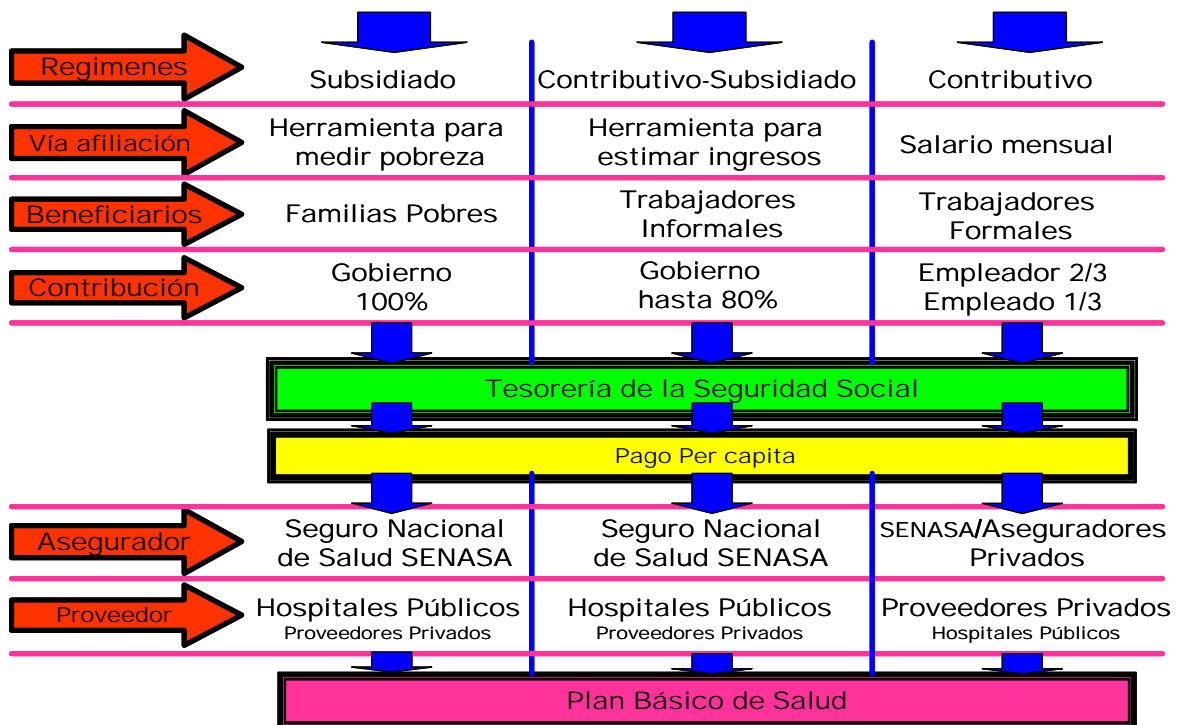 Regimenes
Subsidiado
Contributivo-Subsidiado
Contributivo
Vía afiliación
Herramienta para
medir pobreza
Herramienta para
estimar ingresos
Salario mensual
Beneficiarios
Familias Pobres
Trabajadores
Informales
Trabajadores
Formales
Contribución
Gobierno
100%
Gobierno
hasta 80%
Empleador 2/3
Empleado 1/3
Tesorería de la Seguridad Social
Pago Per capita
Asegurador
Seguro Nacional
de Salud SENASA
Seguro Nacional
de Salud SENASA
SENASA/Aseguradores
Privados
Proveedor
Hospitales Públicos
Proveedores Privados
Hospitales Públicos
Proveedores Privados
Proveedores Privados
Hospitales Públicos
Plan Básico de Salud